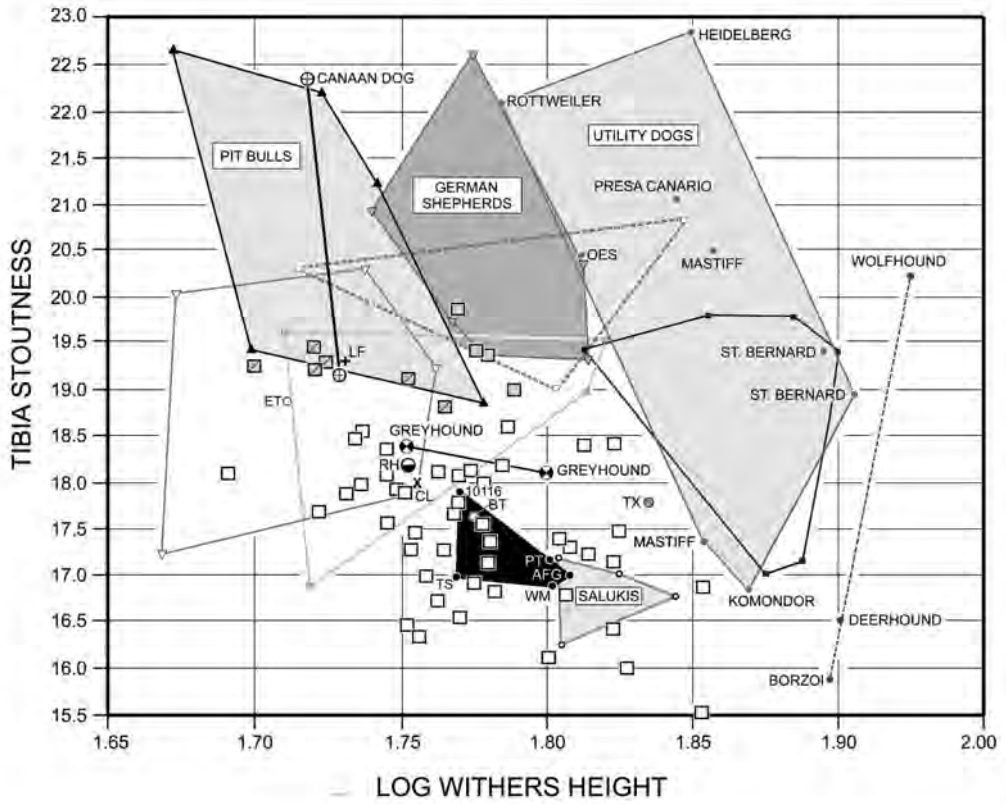 TIBIA STOUTNESS
23.0
22.5
22.0
21.5
21.0
20.5
20.0
19.5
19.0
18.5
18.0
17.5
17.0
16.5
16.0
15.5
HEIDELBERG
CANAAN DOG
ROTTWEILER
UTILITY DOGS
PIT BULLS
GERMAN
SHEPHERDS
PRESA CANARIO
OES
MASTIFF
WOLFHOUND
LF
ST. BERNARD
ST. BERNARD
ET
GREYHOUND
GREYHOUND
RH
X
CL
10116
BT
TX
MASTIFF
PT
AFG
TS
WM
SALUKIS
KOMONDOR
DEERHOUND
BORZOI
1.65
1.70
1.75
1.80
1.85
1.90
2.00
LOG WITHERS HEIGHT